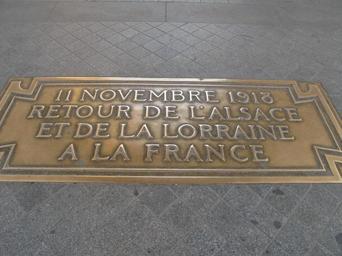 11 NOVEMBRE 1918
RETOUR DE L'ALSACE
ET DE LA LORRAINE
A LA FRANCE